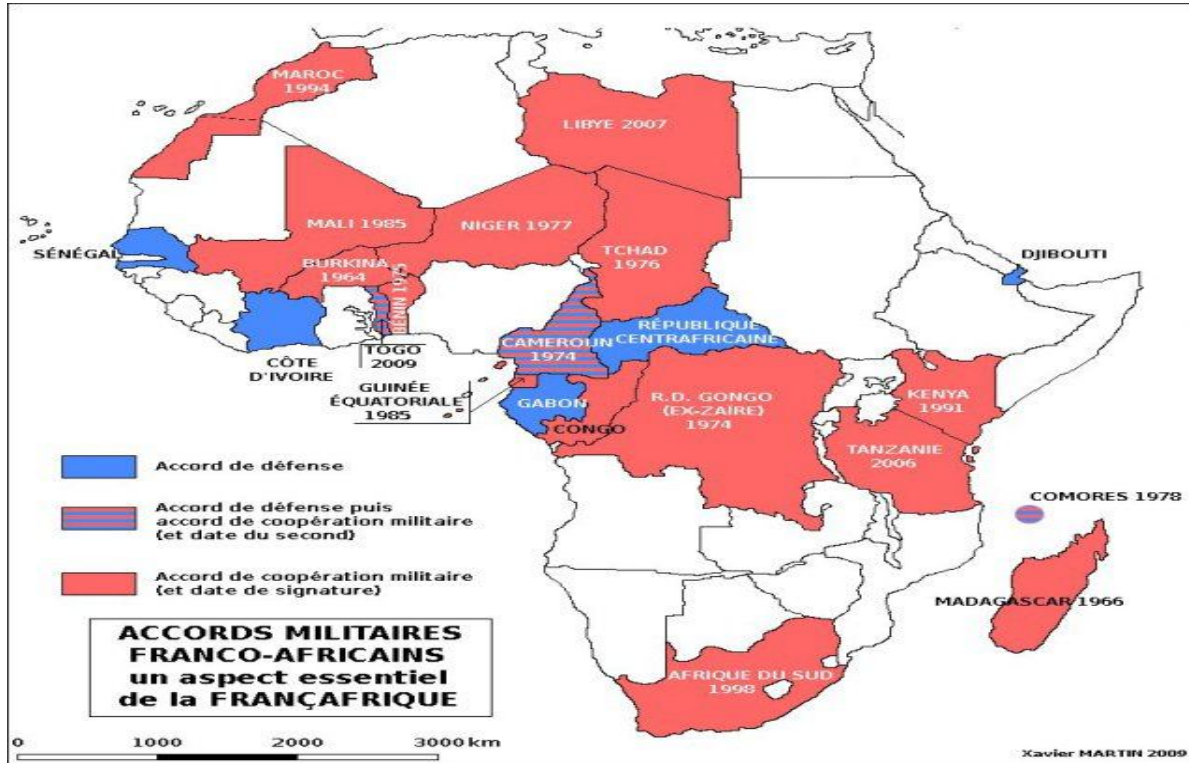 MAROC
1994
LIBYE 2007
MALI 1985
NIGER 1977
TCHAD
1976
SÉNÉGAL
BURKINA
1964
BENIN 1975
DJIBOUTI
RÉPUBLIQUE
CENTRAFRICAINE
CAMEROUN
1974
CÔTE
D'IVOIRE
TOGO
2009
GUINÉE
ÉQUATORIALE
1985
GABON
CONGO
R.D. GONGO
(EX-ZAÏRE)
1974
KENYA
1991
TANZANIE
2006
COMORES 1978
MADAGASCAR 1966
AFRIQUE DU SUD
1998
Accord de défense
Accord de défense puis
accord de coopération militaire
(et date du second)
Accord de coopération militaire
(et date de signature)
ACCORDS MILITAIRES
FRANCO-AFRICAINS
un aspect essentiel
de la FRANÇAFRIQUE
0 1000 2000 3000 km
Xavier MARTIN 2009